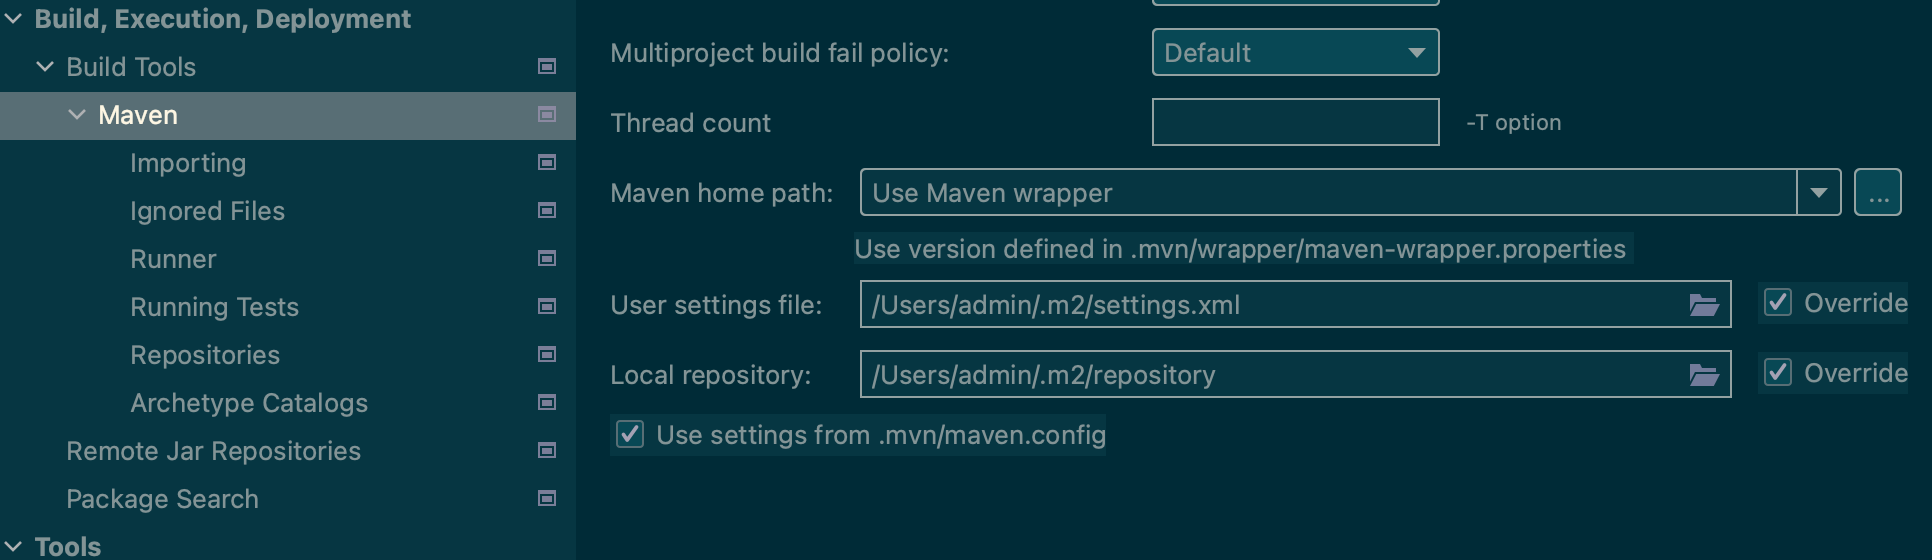 Build, Execution, Deployment
Build Tools
Maven
Importing
Ignored Files
Runner
Running Tests
Repositories
Archetype Catalogs
Remote Jar Repositories
Package Search
Tools
Multiproject build fail policy: Default
Thread count -T option
Maven home path: Use Maven wrapper ...
Use version defined in .mvn/wrapper/maven-wrapper.properties
User settings file: /Users/admin/.m2/settings.xml Override
Local repository: /Users/admin/.m2/repository Override
Use settings from .mvn/maven.config